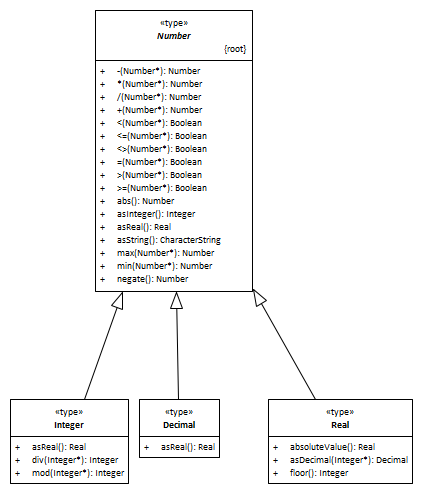 «type»
Number
{root}
+ -(Number*): Number
+ *(Number*): Number
+ /(Number*): Number
+ +(Number*): Number
+ <(Number*): Boolean
+ <=(Number*): Boolean
+ <>(Number*): Boolean
+ =(Number*): Boolean
+ >(Number*): Boolean
+ >=(Number*): Boolean
+ abs(): Number
+ asInteger(): Integer
+ asReal(): Real
+ asString(): CharacterString
+ max(Number*): Number
+ min(Number*): Number
+ negate(): Number
«type»
Integer
+ asReal(): Real
+ div(Integer*): Integer
+ mod(Integer*): Integer
«type»
Decimal
+ asReal(): Real
«type»
Real
+ absoluteValue(): Real
+ asDecimal(Integer*): Decimal
+ floor(): Integer